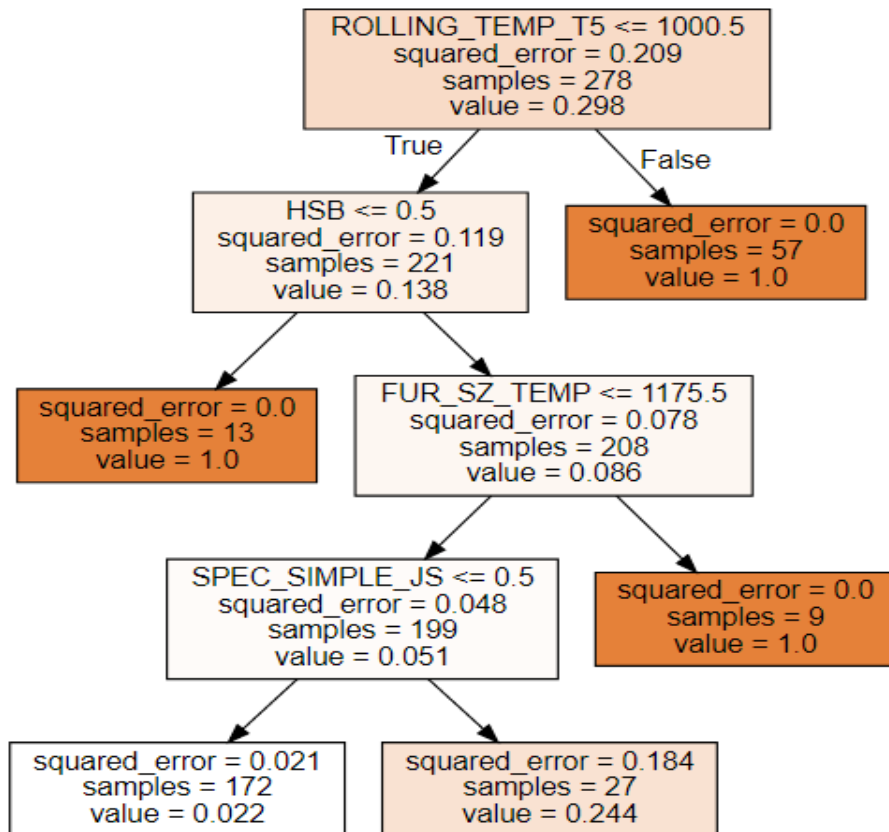 ROLLING_TEMP_T5 <= 1000.5
squared_error = 0.209
samples = 278
value = 0.298
True
False
HSB <= 0.5
squared_error = 0.119
samples = 221
value = 0.138
squared_error = 0.0
samples = 57
value = 1.0
squared_error = 0.0
samples = 13
value = 1.0
FUR_SZ_TEMP <= 1175.5
squared_error = 0.078
samples = 208
value = 0.086
SPEC_SIMPLE_JS <= 0.5
squared_error = 0.048
samples = 199
value = 0.051
squared_error = 0.0
samples = 9
value = 1.0
squared_error = 0.021
samples = 172
value = 0.022
squared_error = 0.184
samples = 27
value = 0.244